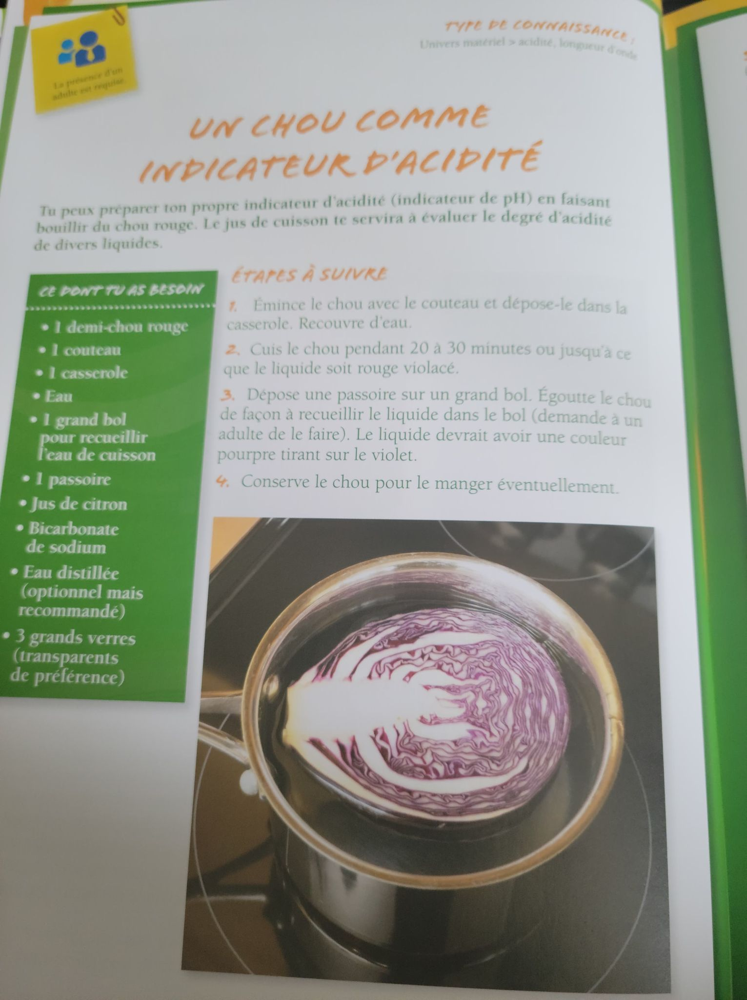 La présence d'un
adulte est requise.
TYPE DE CONNAISSANCE :
Univers matériel > acidité, longueur d'onde
UN CHOU COMME
INDICATEUR D'ACIDITÉ
Tu peux préparer ton propre indicateur d'acidité (indicateur de pH) en faisant
bouillir du chou rouge. Le jus de cuisson te servira à évaluer le degré d'acidité
de divers liquides.
CE DONT TU AS BESOIN
• 1 demi-chou rouge
• 1 couteau
• 1 casserole
• Eau
• 1 grand bol
pour recueillir
l'eau de cuisson
• 1 passoire
• Jus de citron
• Bicarbonate
de sodium
• Eau distillée
(optionnel mais
recommandé)
• 3 grands verres
(transparents
de préférence)
ÉTAPES À SUIVRE
1. Émince le chou avec le couteau et dépose-le dans la
casserole. Recouvre d'eau.
2. Cuis le chou pendant 20 à 30 minutes ou jusqu'à ce
que le liquide soit rouge violacé.
3. Dépose une passoire sur un grand bol. Égoutte le chou
de façon à recueillir le liquide dans le bol (demande à un
adulte de le faire). Le liquide devrait avoir une couleur
pourpre tirant sur le violet.
4. Conserve le chou pour le manger éventuellement.